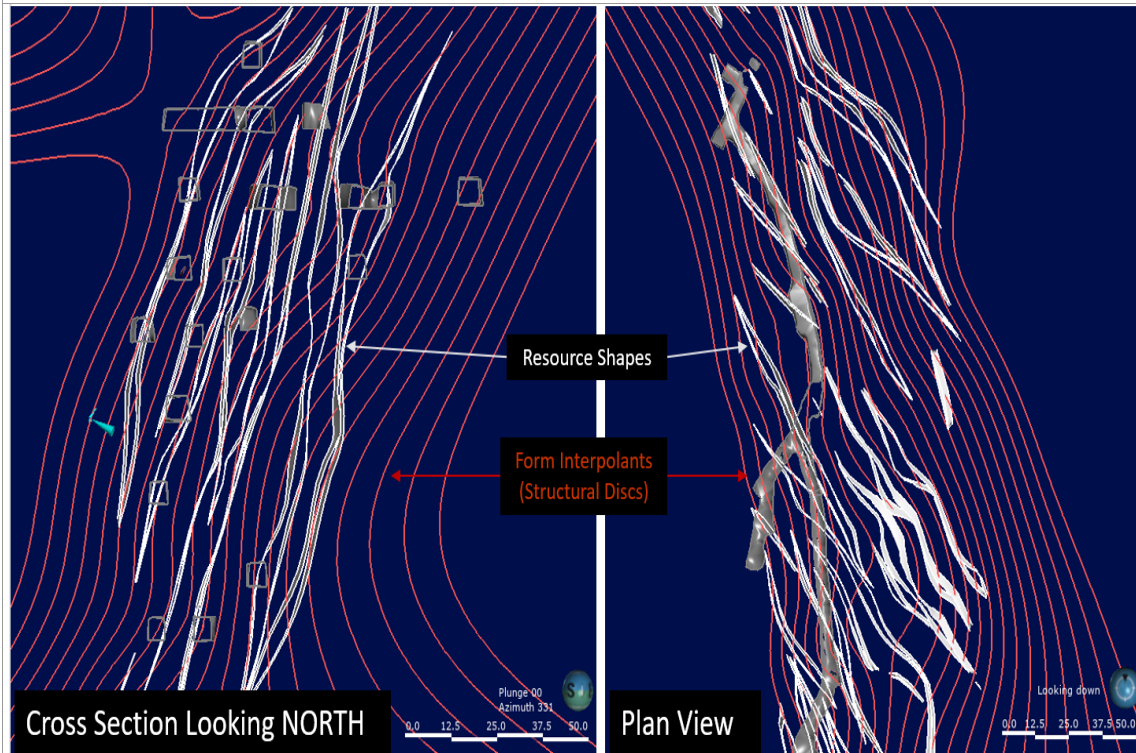 Resource Shapes
Form Interpolants
(Structural Discs)
Cross Section Looking NORTH
Plunge 00
Azimuth 331
0.0 12.5 25.0 37.5 50.0
Plan View
Looking down
0.0 12.5 25.0 37.5 50.0